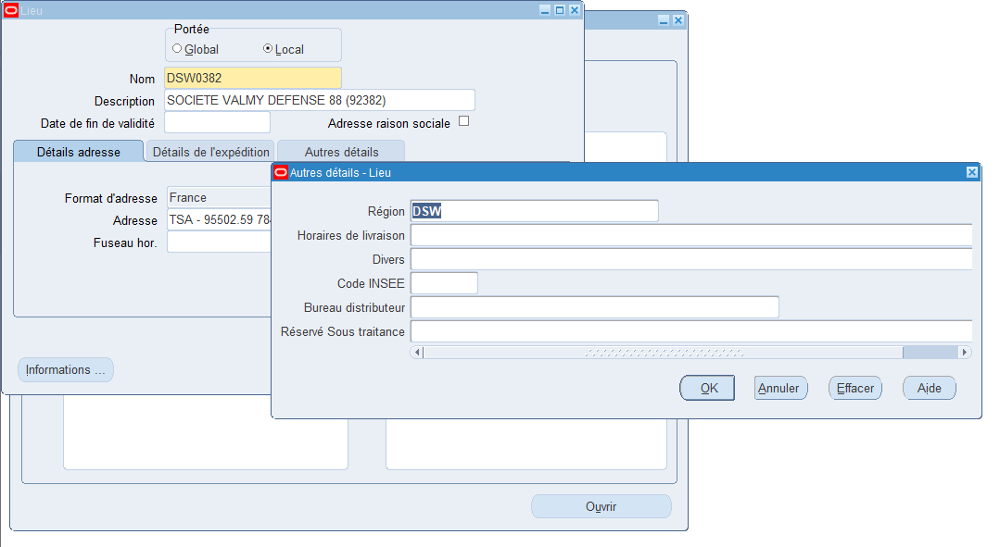 Lieu
Portée
Global
Local
Nom DSW0382
Description SOCIETE VALMY DEFENSE 88 (92382)
Date de fin de validité
Adresse raison sociale
Détails adresse
Détails de l'expédition
Autres détails
Format d'adresse France
Adresse TSA - 95502.59
Fuseau hor.
Informations ...
Autres détails - Lieu
Région DSW
Horaires de livraison
Divers
Code INSEE
Bureau distributeur
Réservé Sous traitance
OK
Annuler
Effacer
Aide
Ouvrir